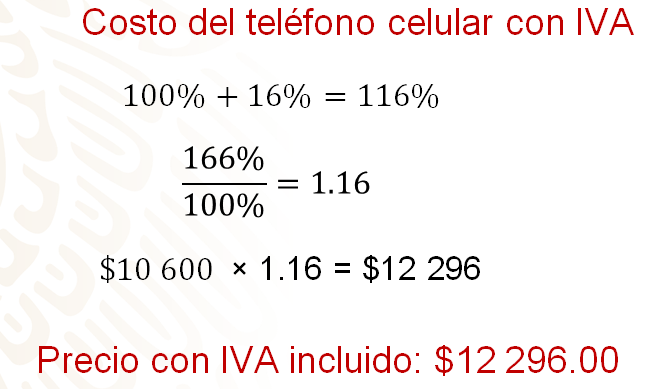 Costo del teléfono celular con IVA
100% + 16% = 116%
166%
100%
= 1.16
$10 600 × 1.16 = $12 296
Precio con IVA incluido: $12 296.00